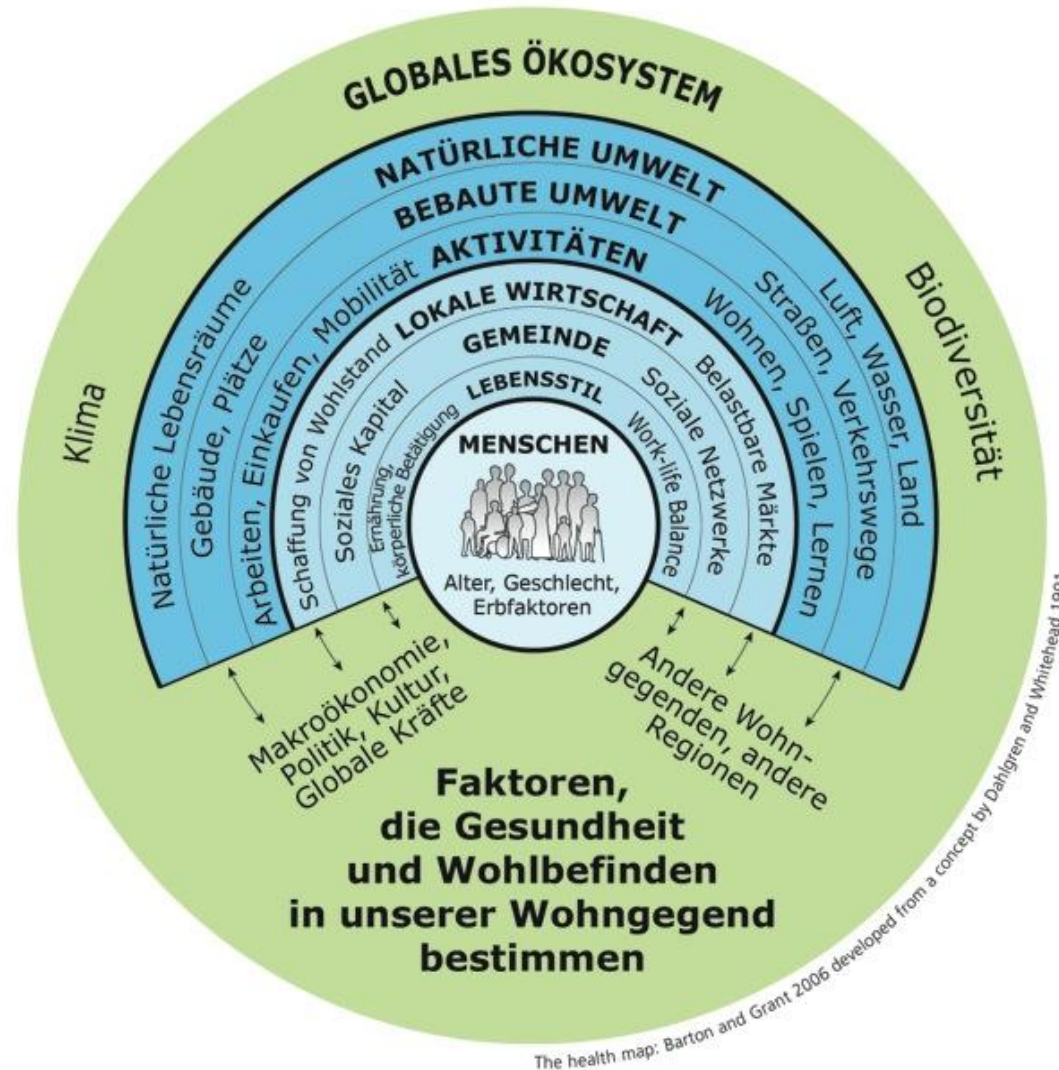 GLOBALES ÖKOSYSTEM
Klima
Biodiversität
NATÜRLICHE UMWELT
Natürliche Lebensräume
Luft, Wasser, Land
BEBAUTE UMWELT
Gebäude, Plätze
Straßen, Verkehrswege
AKTIVITÄTEN
Arbeiten, Einkaufen, Mobilität
Wohnen, Spielen, Lernen
LOKALE WIRTSCHAFT
Schaffung von Wohlstand
Belastbare Märkte
GEMEINDE
Soziales Kapital
Soziale Netzwerke
LEBENSSTIL
Ernährung,
körperliche Betätigung
Work-life Balance
MENSCHEN
Alter, Geschlecht,
Erbfaktoren
Makroökonomie,
Politik, Kultur,
Globale Kräfte
Andere Wohn-
gegenden, andere
Regionen
Faktoren,
die Gesundheit
und Wohlbefinden
in unserer Wohngegend
bestimmen
The health map: Barton and Grant 2006 developed from a concept by Dahlgren and Whitehead 1991